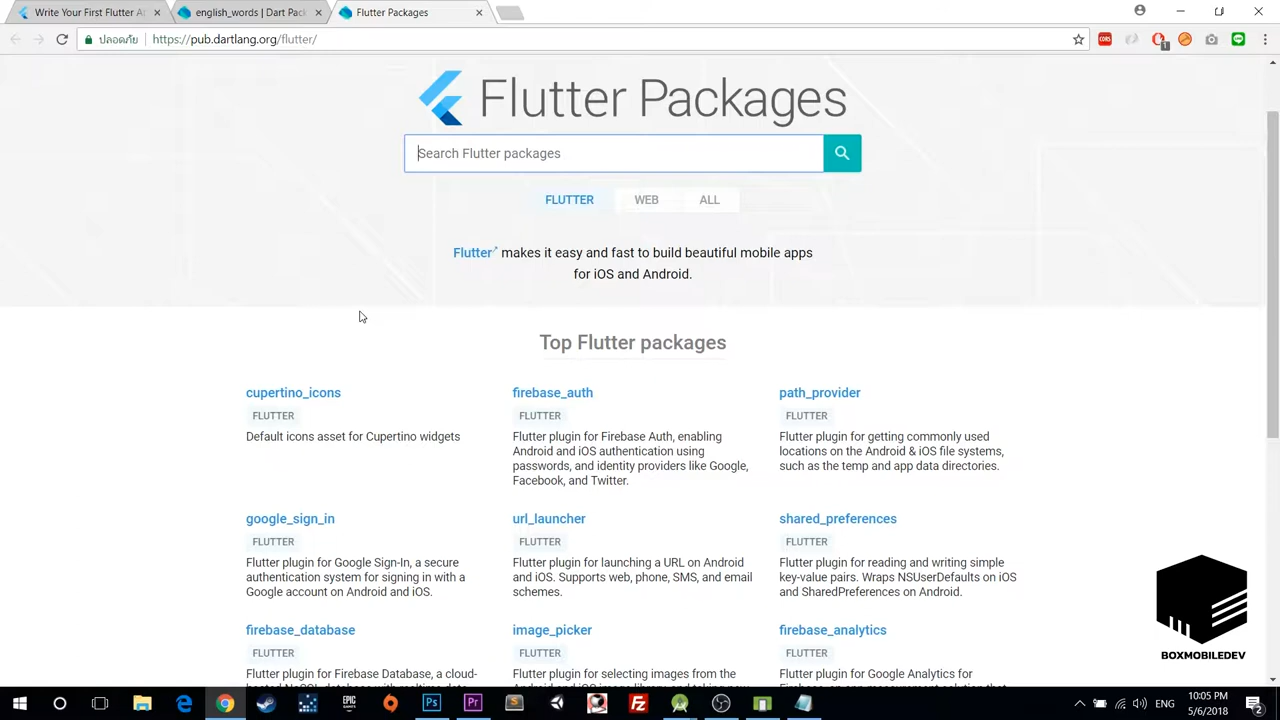 Write Your First Flutter A
english_words | Dart Pack
Flutter Packages
ปลอดภัย
https://pub.dartlang.org/flutter/
CORS
1
Flutter Packages
Search Flutter packages
FLUTTER WEB ALL
Flutter makes it easy and fast to build beautiful mobile apps
for iOS and Android.
Top Flutter packages
cupertino_icons
FLUTTER
Default icons asset for Cupertino widgets
firebase_auth
FLUTTER
Flutter plugin for Firebase Auth, enabling
Android and iOS authentication using
passwords, and identity providers like Google,
Facebook, and Twitter.
path_provider
FLUTTER
Flutter plugin for getting commonly used
locations on the Android & iOS file systems,
such as the temp and app data directories.
google_sign_in
FLUTTER
Flutter plugin for Google Sign-In, a secure
authentication system for signing in with a
Google account on Android and iOS.
url_launcher
FLUTTER
Flutter plugin for launching a URL on Android
and iOS. Supports web, phone, SMS, and email
schemes.
shared_preferences
FLUTTER
Flutter plugin for reading and writing simple
key-value pairs. Wraps NSUserDefaults on iOS
and SharedPreferences on Android.
firebase_database
FLUTTER
Flutter plugin for Firebase Database, a cloud-
image_picker
FLUTTER
Flutter plugin for selecting images from the
firebase_analytics
FLUTTER
Flutter plugin for Google Analytics for
BOXMOBILEDEV
EPIC
Ps
Pr
Fz
ENG
10:05 PM
5/6/2018
2